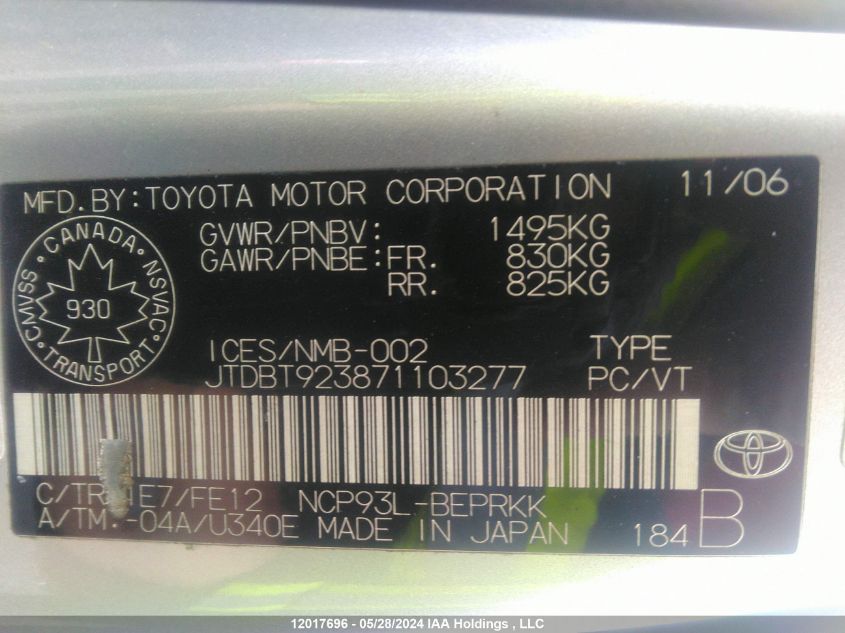 MFD.BY:TOYOTA MOTOR CORPORATION 11/06
GVWR/PNBV: 1495KG
GAWR/PNBE:FR. 830KG
RR. 825KG
CANADA
CMVSS 930 NSVAC
TRANSPORT
ICES/NMB-002 TYPE
JTDBT923871103277 PC/VT
C/TR E7/FE12 NCP93L-BEPRKK
A/TM.-04A/U340E MADE IN JAPAN 184 B
12017696 - 05/28/2024 IAA Holdings , LLC